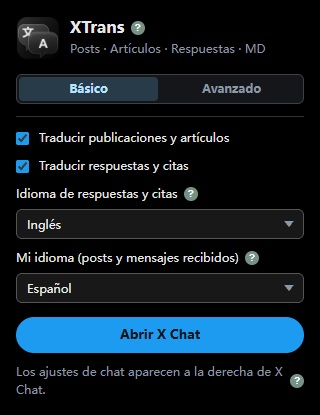 文 A
XTrans ?
Posts · Artículos · Respuestas · MD
Básico Avanzado
Traducir publicaciones y artículos
Traducir respuestas y citas
Idioma de respuestas y citas ?
Inglés
Mi idioma (posts y mensajes recibidos) ?
Español
Abrir X Chat
Los ajustes de chat aparecen a la derecha de X ?
Chat.